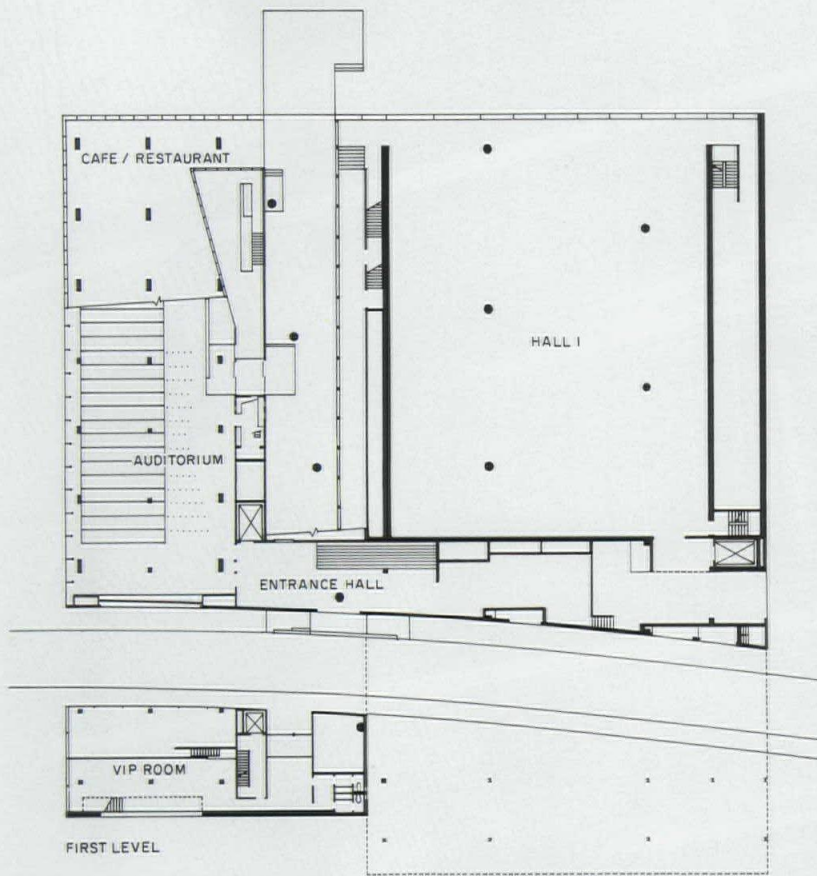 CAFE / RESTAURANT
HALL I
AUDITORIUM
ENTRANCE HALL
VIP ROOM
FIRST LEVEL